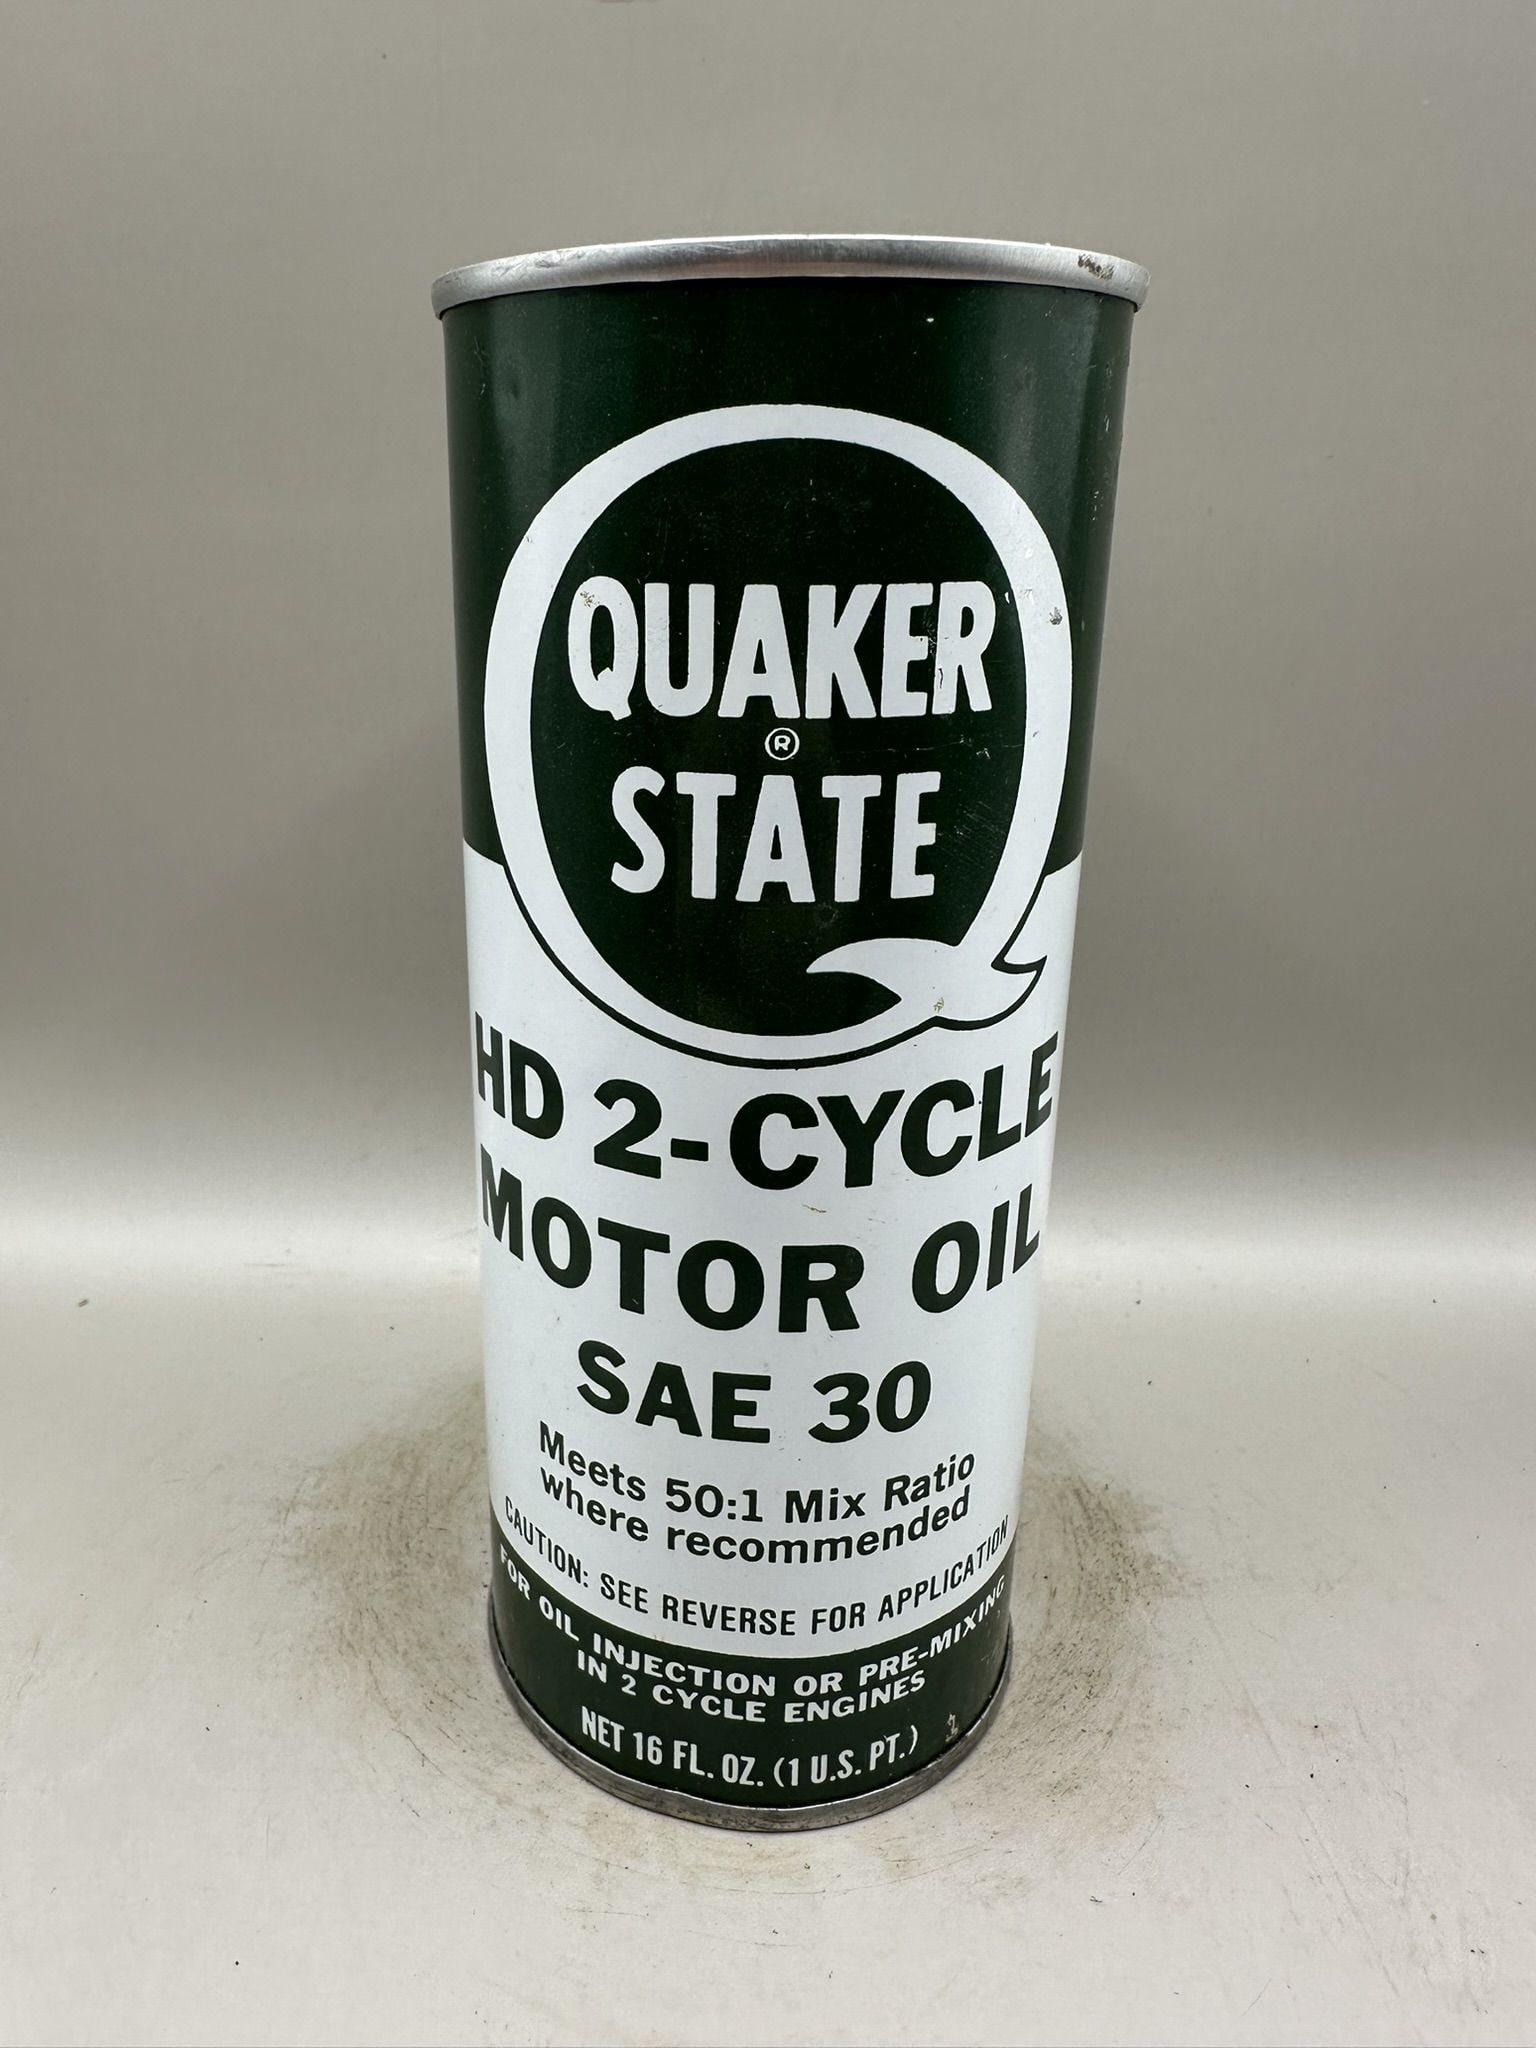 QUAKER
®
STATE
HD 2-CYCLE
MOTOR OIL
SAE 30
Meets 50:1 Mix Ratio
where recommended
CAUTION: SEE REVERSE FOR APPLICATION
FOR OIL INJECTION OR PRE-MIXING
IN 2 CYCLE ENGINES
NET 16 FL. OZ. (1 U.S. PT.)